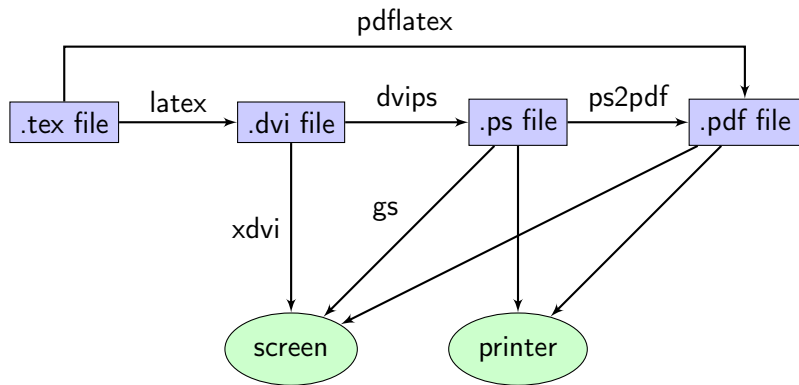 pdflatex
latex
dvips
ps2pdf
.tex file
.dvi file
.ps file
.pdf file
xdvi
gs
screen
printer